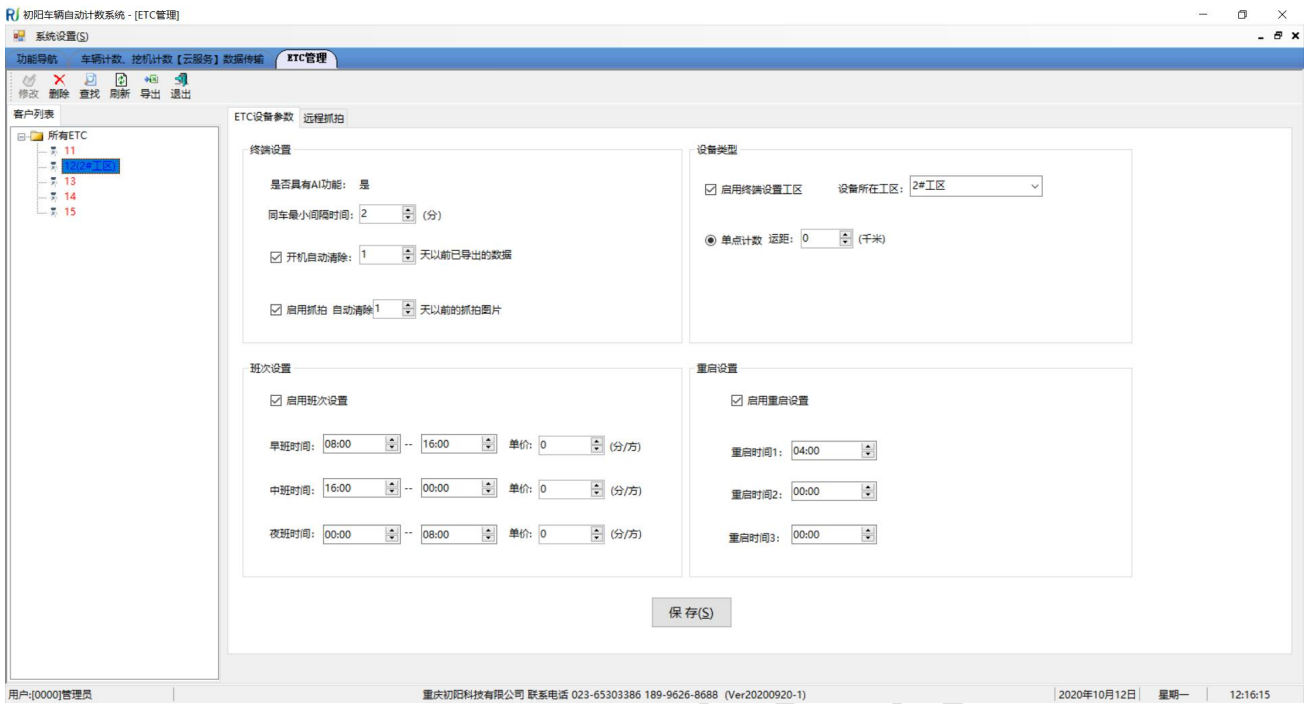 初阳车辆自动计数系统 - [ETC管理]
系统设置(S)
功能导航 车辆计数、挖机计数【云服务】数据传输 ETC管理
修改 删除 查找 刷新 导出 退出
客户列表
所有ETC
11
12(2#工区)
13
14
15
ETC设备参数 远程抓拍
终端设置
是否具有AI功能： 是
同车最小间隔时间： 2 (分)
开机自动清除： 1 天以前已导出的数据
启用抓拍 自动清除 1 天以前的抓拍图片
设备类型
启用终端设置工区 设备所在工区： 2#工区
单点计数 运距： 0 (千米)
班次设置
启用班次设置
早班时间： 08:00 -- 16:00 单价: 0 (分/方)
中班时间： 16:00 -- 00:00 单价: 0 (分/方)
夜班时间： 00:00 -- 08:00 单价: 0 (分/方)
重启设置
启用重启设置
重启时间1： 04:00
重启时间2： 00:00
重启时间3： 00:00
保 存(S)
用户:[0000]管理员 重庆初阳科技有限公司 联系电话 023-65303386 189-9626-8688 (Ver20200920-1) 2020年10月12日 星期一 12:16:15